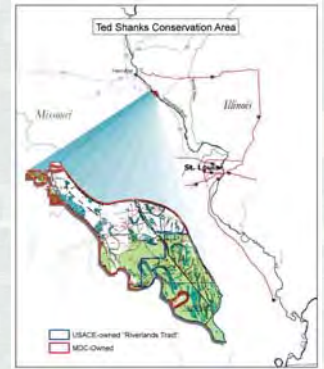 Ted Shanks Conservation Area
Missouri
Illinois
St. Louis
USACE-owned "Riverlands Tract"
MDC-Owned